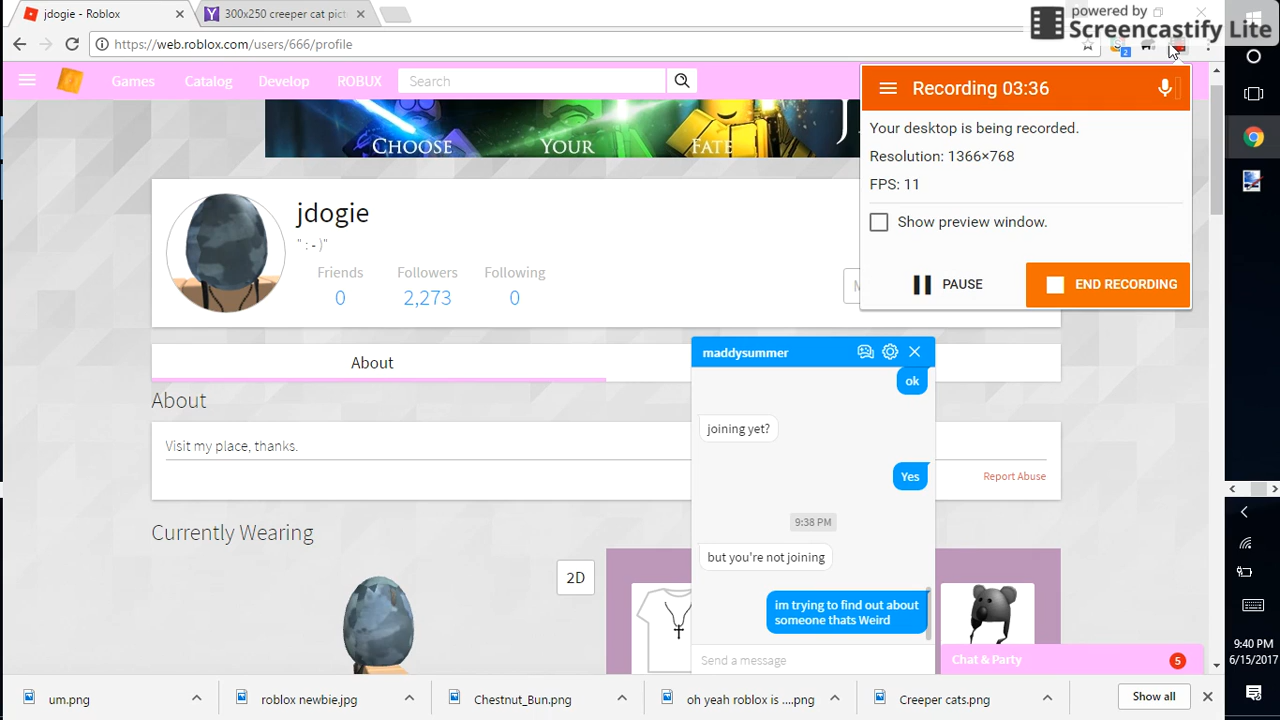 jdogie - Roblox
300x250 creeper cat pict
powered by
Screencastify Lite
https://web.roblox.com/users/666/profile
2
Games
Catalog
Develop
ROBUX
Search
Recording 03:36
Your desktop is being recorded.
Resolution: 1366×768
FPS: 11
Show preview window.
PAUSE
END RECORDING
CHOOSE YOUR FATE
jdogie
" : - )"
Friends
Followers
Following
0
2,273
0
M
About
About
Visit my place, thanks.
Report Abuse
Currently Wearing
2D
maddysummer
ok
joining yet?
Yes
9:38 PM
but you're not joining
im trying to find out about
someone thats Weird
Send a message
Chat & Party
5
um.png
roblox newbie.jpg
Chestnut_Bun.png
oh yeah roblox is ....png
Creeper cats.png
Show all
9:40 PM
6/15/2017